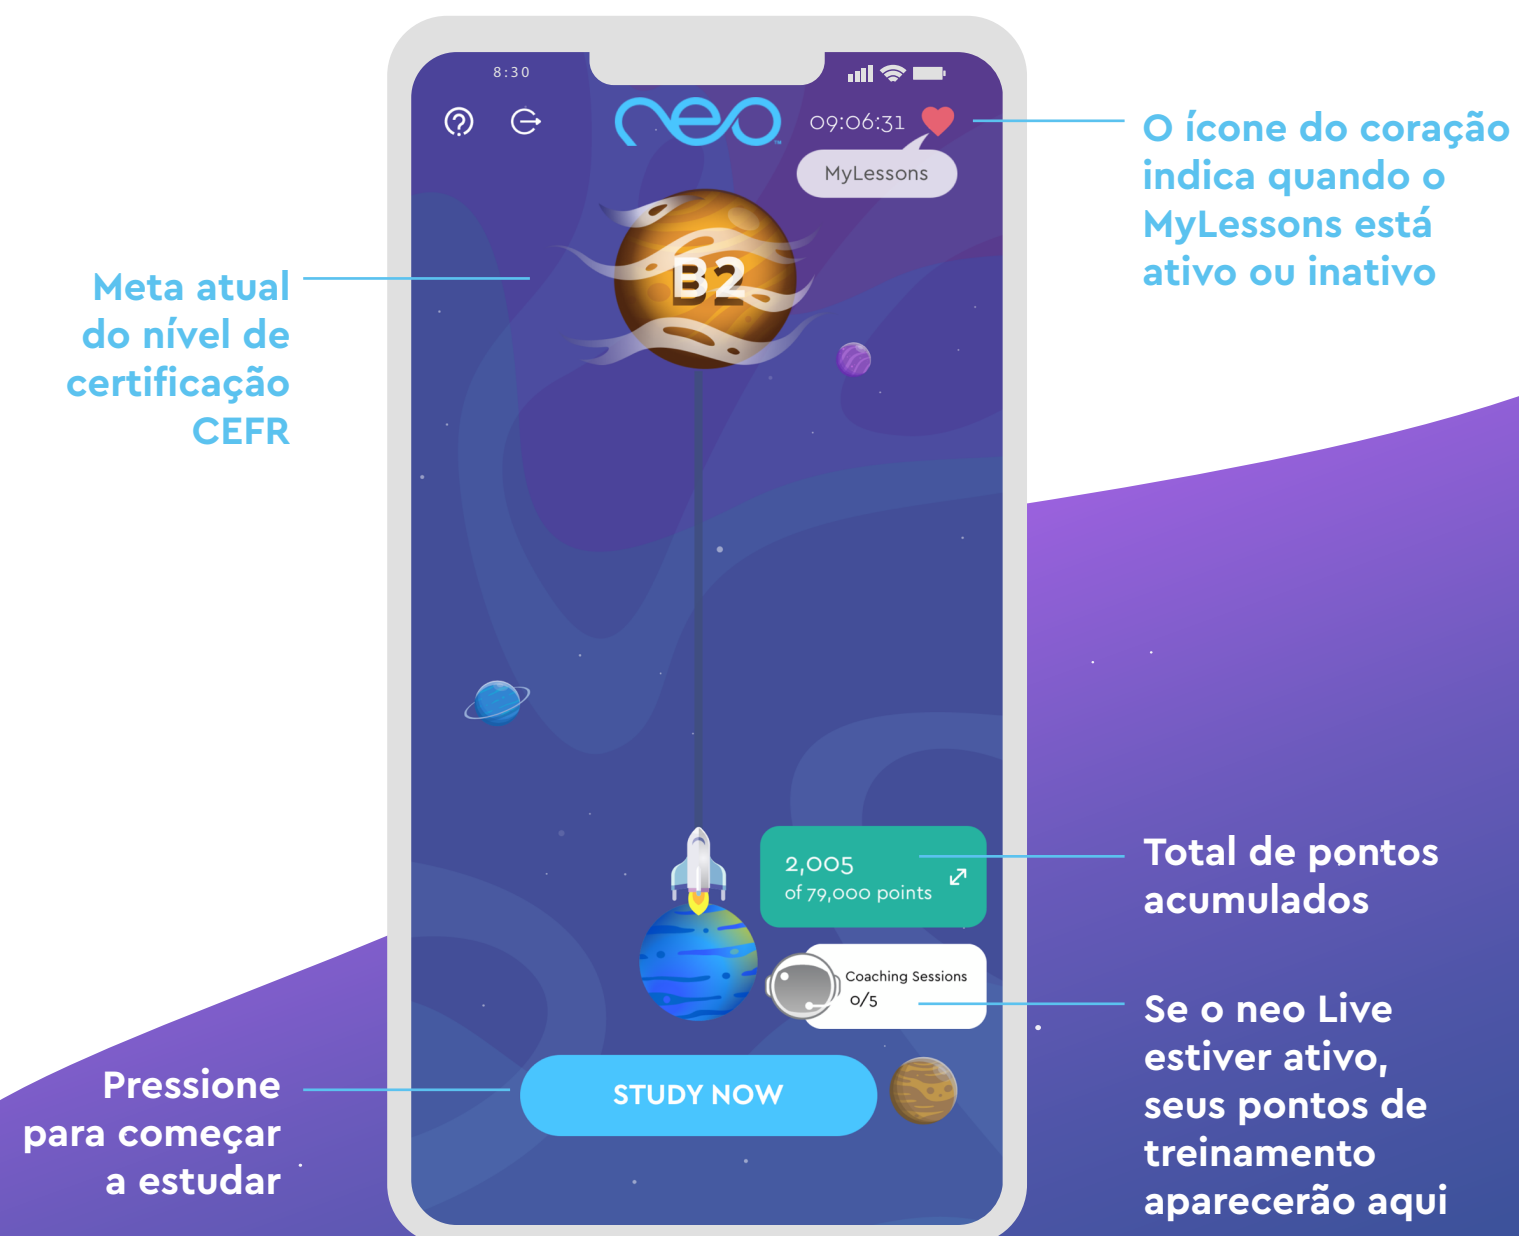 8:30
neo
09:06:31
MyLessons
O ícone do coração
indica quando o
MyLessons está
ativo ou inativo
B2
Meta atual
do nível de
certificação
CEFR
2,005
of 79,000 points
Total de pontos
acumulados
Coaching Sessions
0/5
Se o neo Live
estiver ativo,
seus pontos de
treinamento
aparecerão aqui
Pressione
para começar
a estudar
STUDY NOW